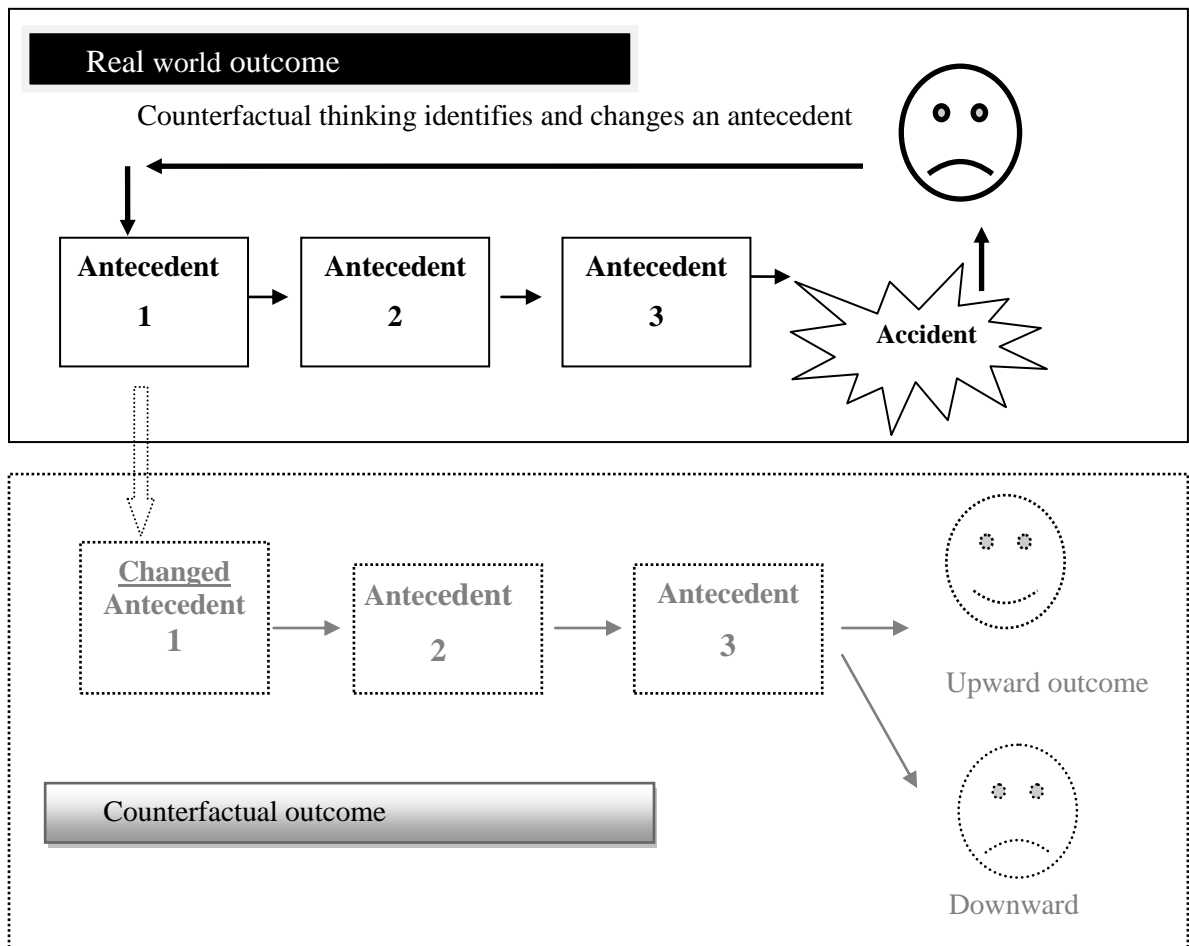 Real world outcome
Counterfactual thinking identifies and changes an antecedent
Antecedent
1
Antecedent
2
Antecedent
3
Accident
Changed
Antecedent
1
Antecedent
2
Antecedent
3
Upward outcome
Counterfactual outcome
Downward